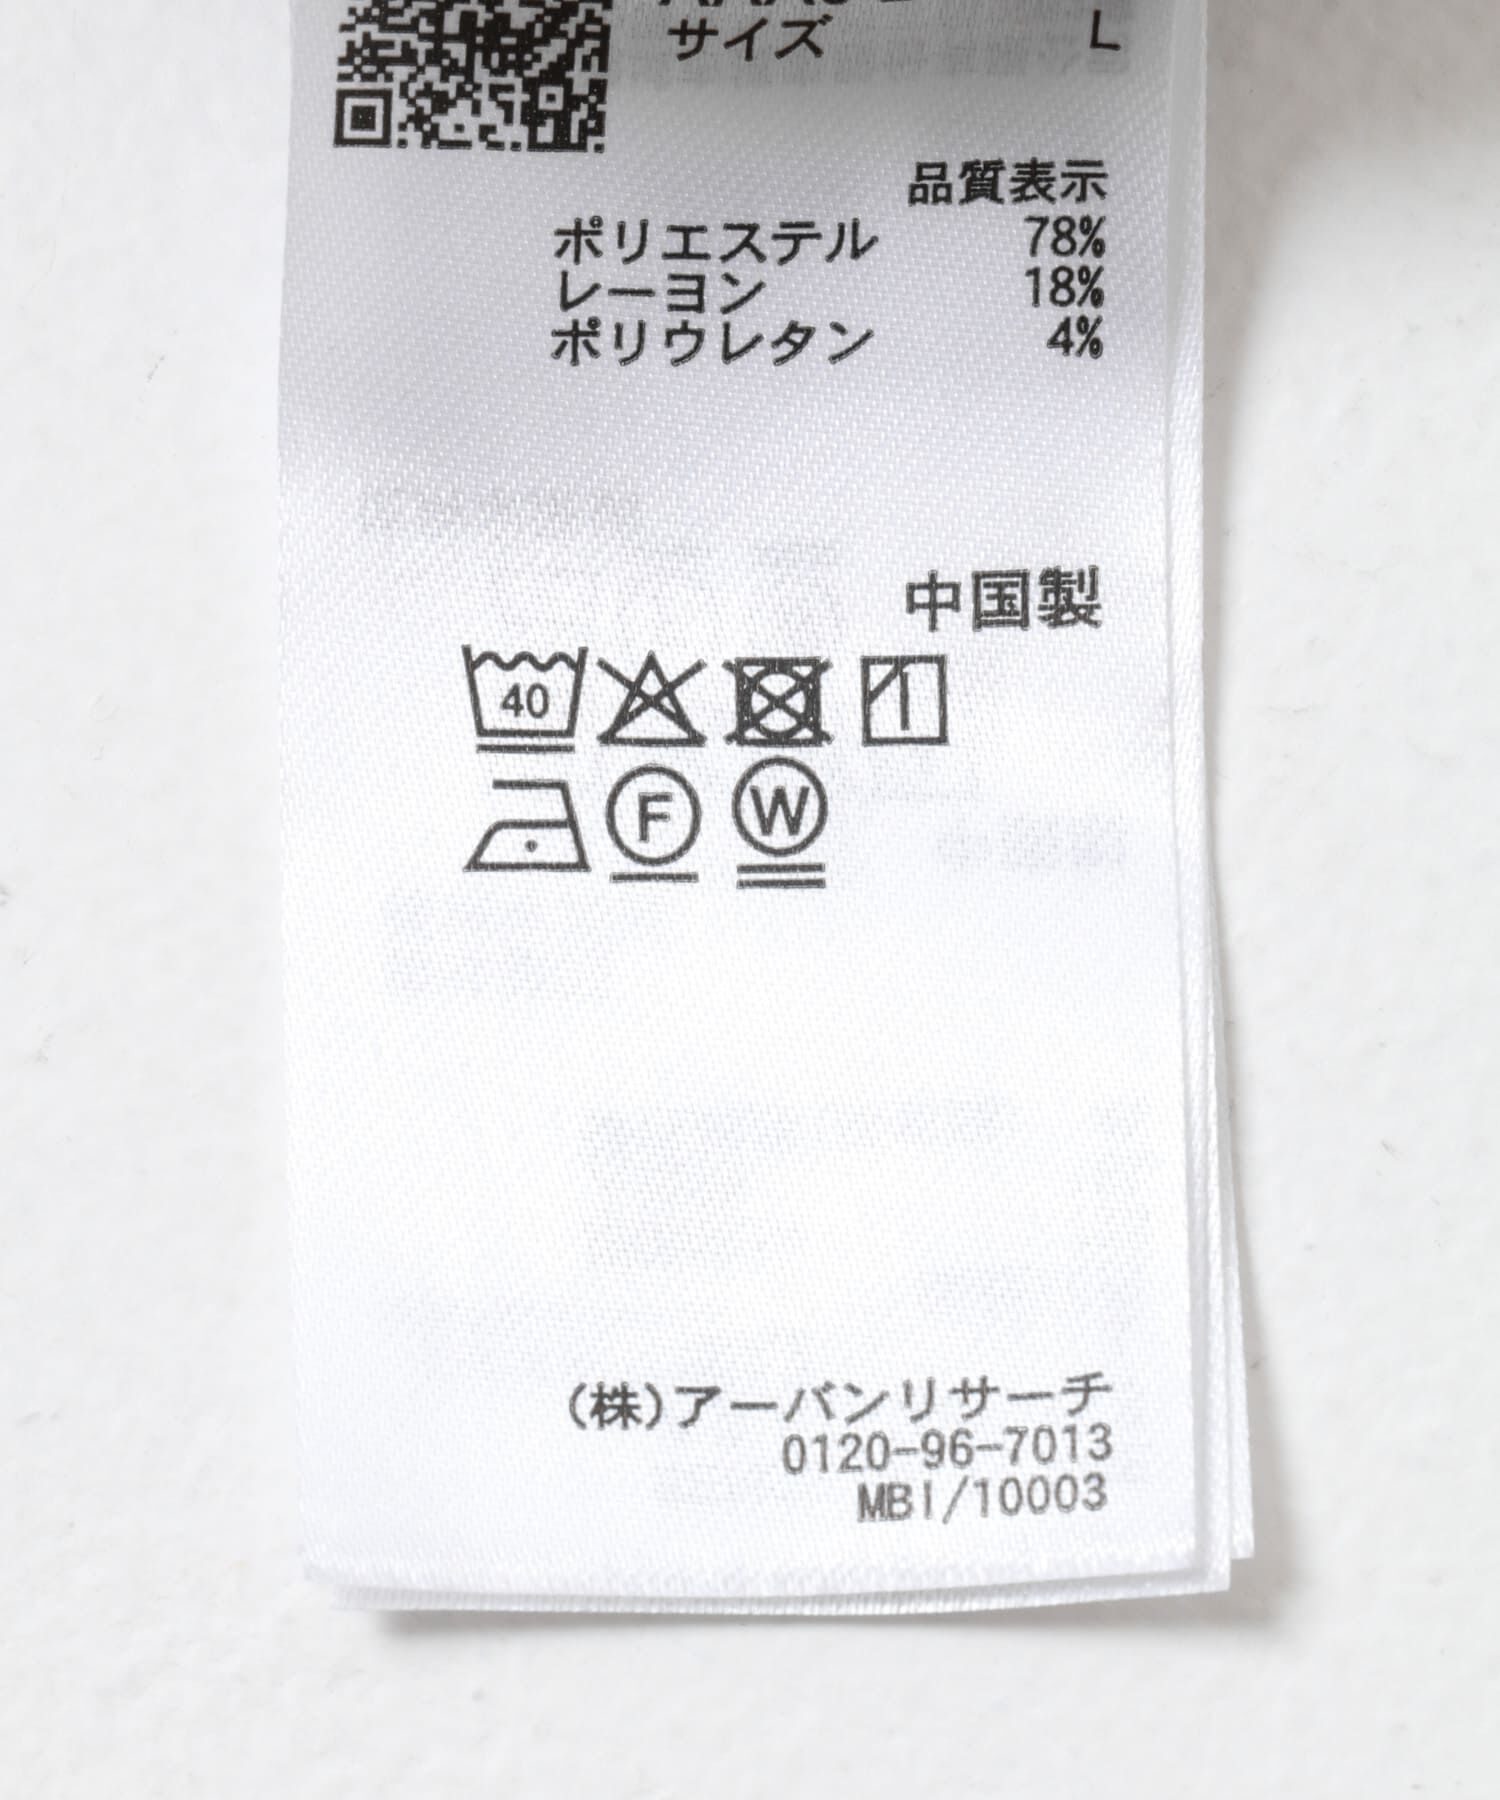 サイズ L
品質表示
ポリエステル 78%
レーヨン 18%
ポリウレタン 4%
中国製
40
F W
(株)アーバンリサーチ
0120-96-7013
MBI/10003